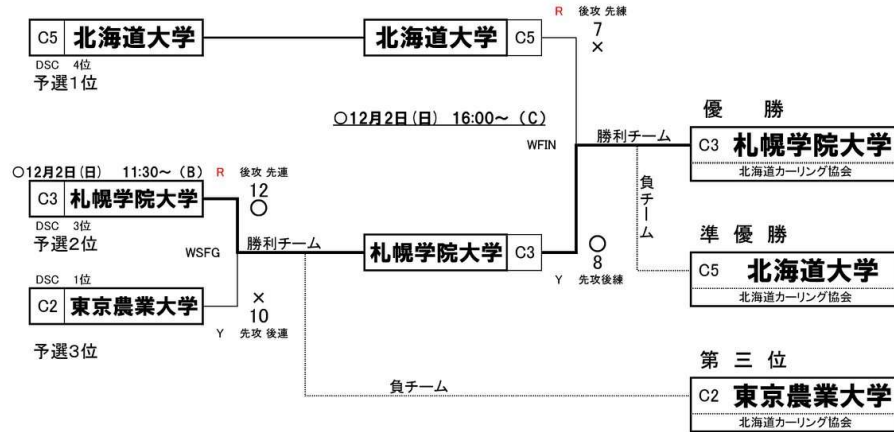 R 後攻 先練
C5 北海道大学
北海道大学 C5
7
×
DSC 4位
予選1位
○12月2日(日) 16:00~ (C)
優 勝
WFIN
勝利チーム
C3 札幌学院大学
北海道カーリング協会
○12月2日(日) 11:30~ (B) R 後攻 先連
12
○
C3 札幌学院大学
負チーム
DSC 3位
予選2位
WSFG
勝利チーム
札幌学院大学 C3
○
8
Y 先攻後練
準 優 勝
C5 北海道大学
北海道カーリング協会
DSC 1位
C2 東京農業大学
×
10
Y 先攻 後連
予選3位
第 三 位
負チーム
C2 東京農業大学
北海道カーリング協会